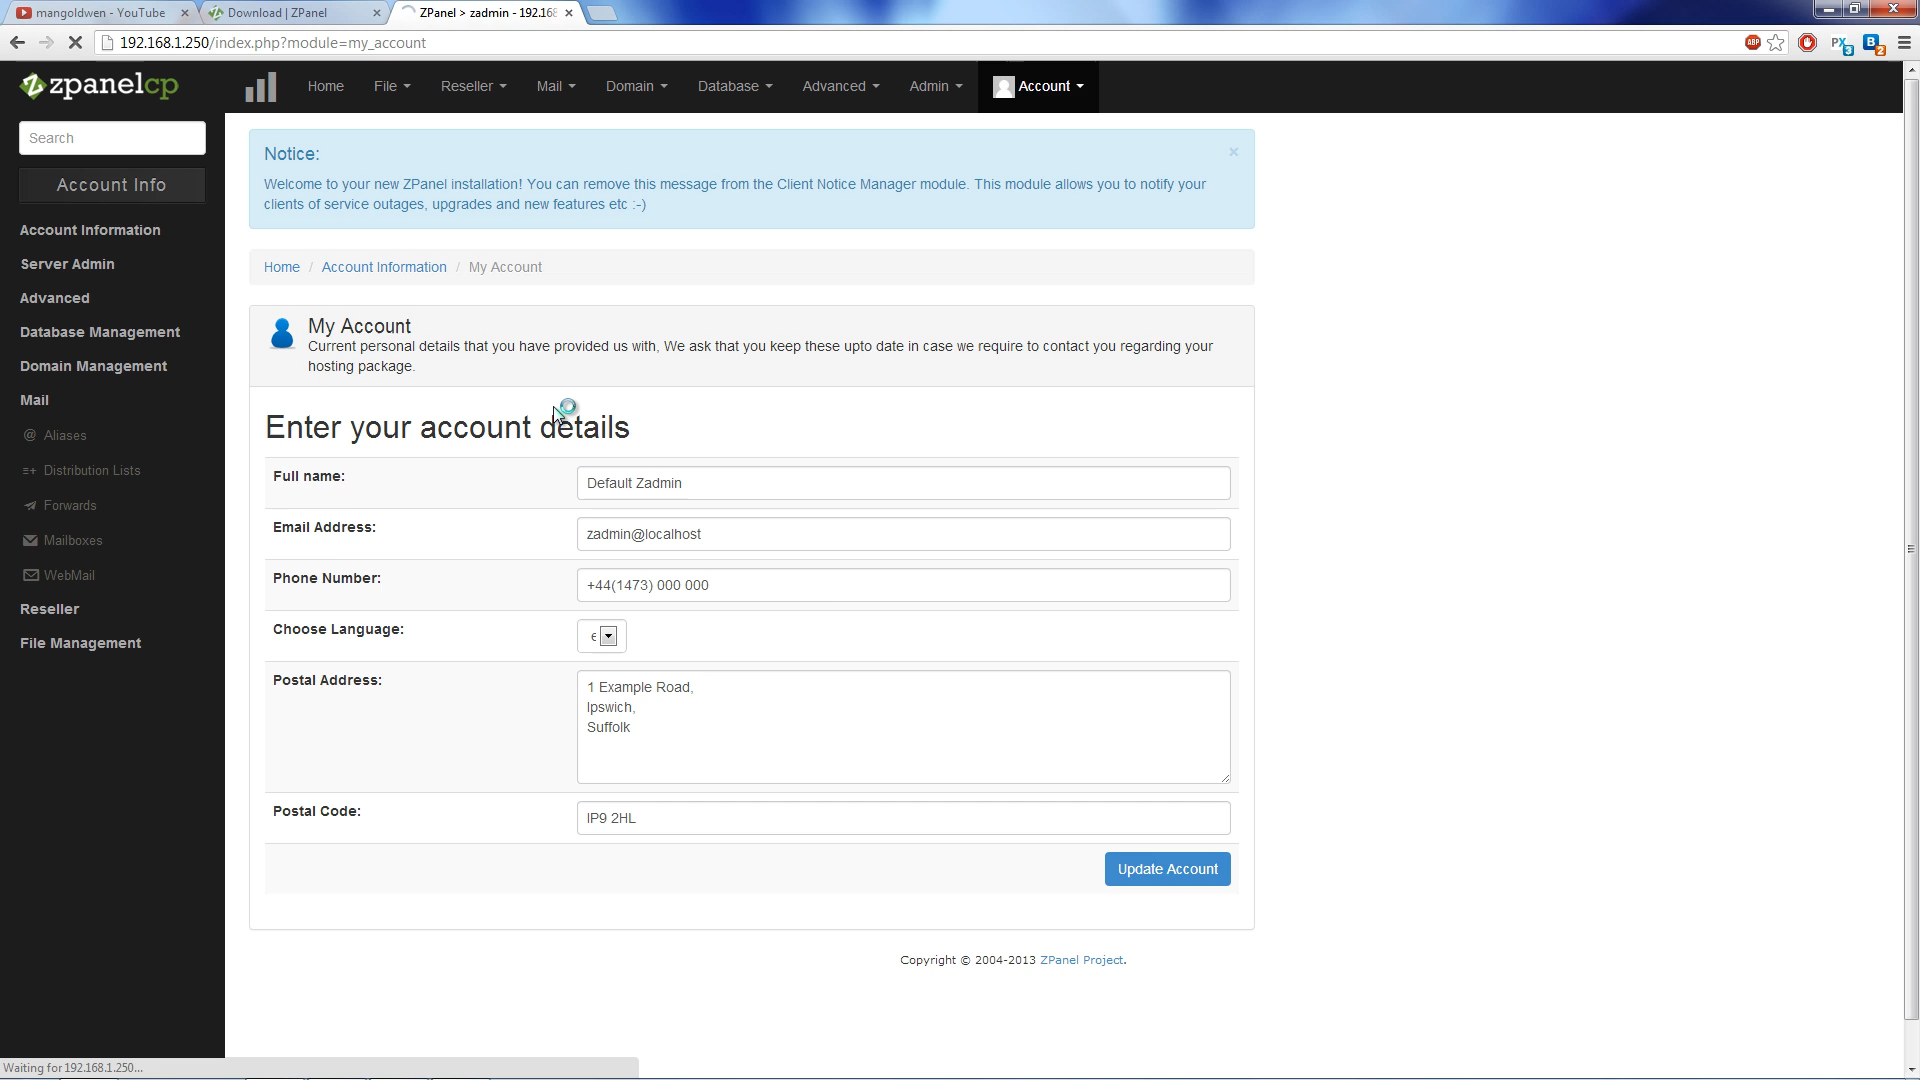 mangoldwen - YouTube
Download | ZPanel
ZPanel > zadmin - 192.168
192.168.1.250/index.php?module=my_account
ABP
PX 3
B 2
zpanelcp
Home
File
Reseller
Mail
Domain
Database
Advanced
Admin
Account
Search
Account Info
Account Information
Server Admin
Advanced
Database Management
Domain Management
Mail
@ Aliases
Distribution Lists
Forwards
Mailboxes
WebMail
Reseller
File Management
Notice:
×
Welcome to your new ZPanel installation! You can remove this message from the Client Notice Manager module. This module allows you to notify your
clients of service outages, upgrades and new features etc :-)
Home / Account Information / My Account
My Account
Current personal details that you have provided us with, We ask that you keep these upto date in case we require to contact you regarding your
hosting package.
Enter your account details
Full name:
Default Zadmin
Email Address:
zadmin@localhost
Phone Number:
+44(1473) 000 000
Choose Language:
Postal Address:
1 Example Road,
Ipswich,
Suffolk
Postal Code:
IP9 2HL
Update Account
Copyright © 2004-2013 ZPanel Project.
Waiting for 192.168.1.250...